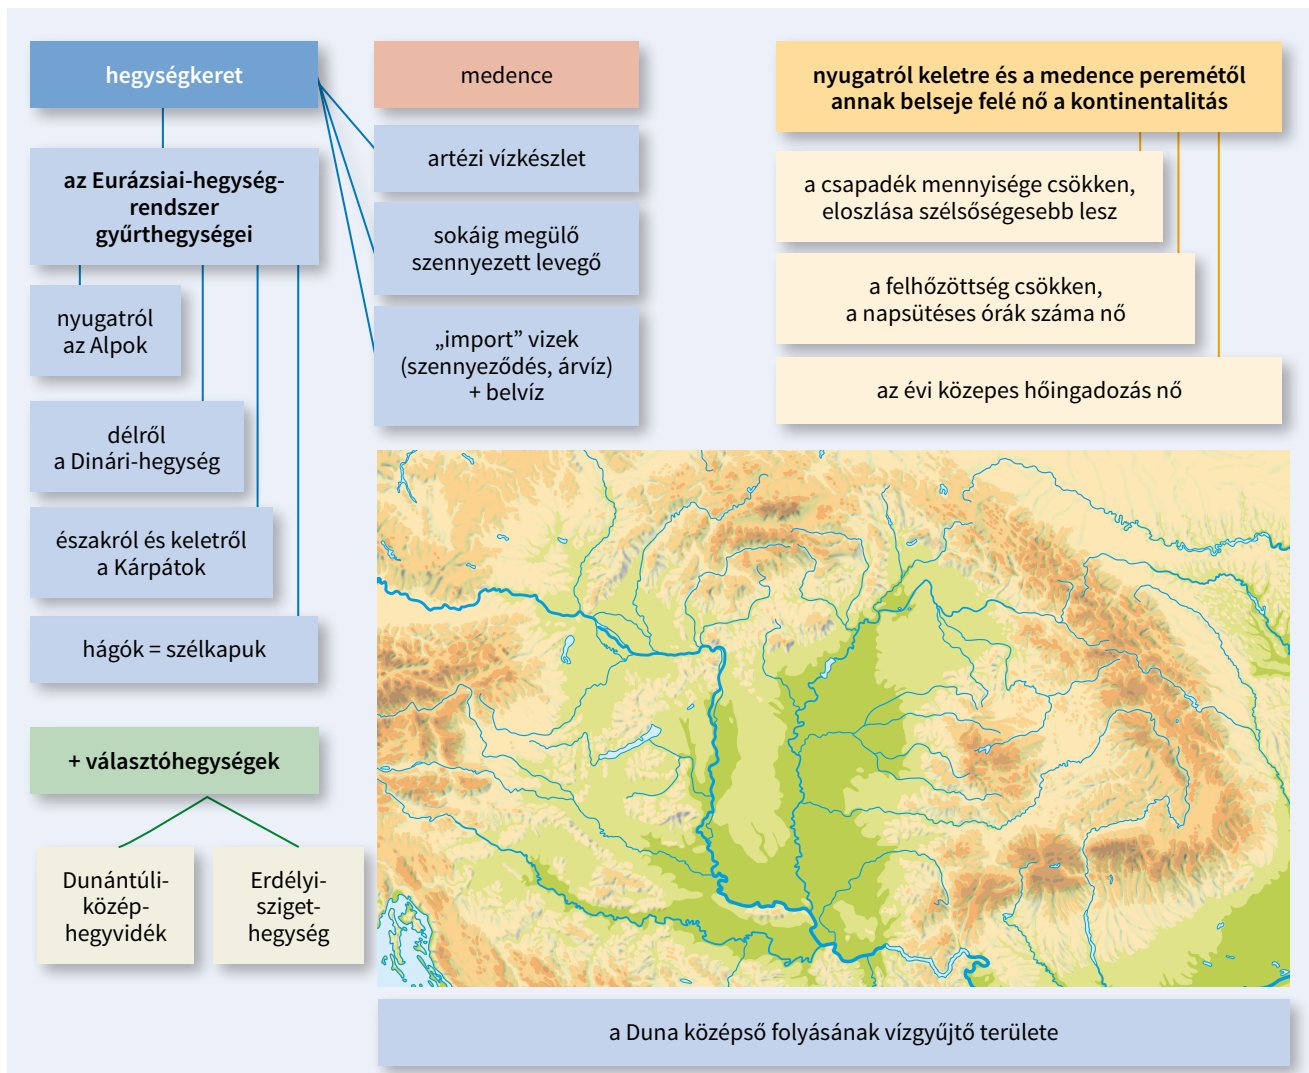 hegységkeret
az Eurázsiai-hegység-
rendszer
gyűrthegységei
nyugatról
az Alpok
délről
a Dinári-hegység
északról és keletről
a Kárpátok
hágók = szélkapuk
+ választóhegységek
Dunántúli-
közép-
hegyvidék
Erdélyi-
sziget-
hegység
medence
artézi vízkészlet
sokáig megülő
szennyezett levegő
„import” vizek
(szennyeződés, árvíz)
+ belvíz
nyugatról keletre és a medence peremétől
annak belseje felé nő a kontinentalitás
a csapadék mennyisége csökken,
eloszlása szélsőségesebb lesz
a felhőzöttség csökken,
a napsütéses órák száma nő
az évi közepes hőingadozás nő
a Duna középső folyásának vízgyűjtő területe